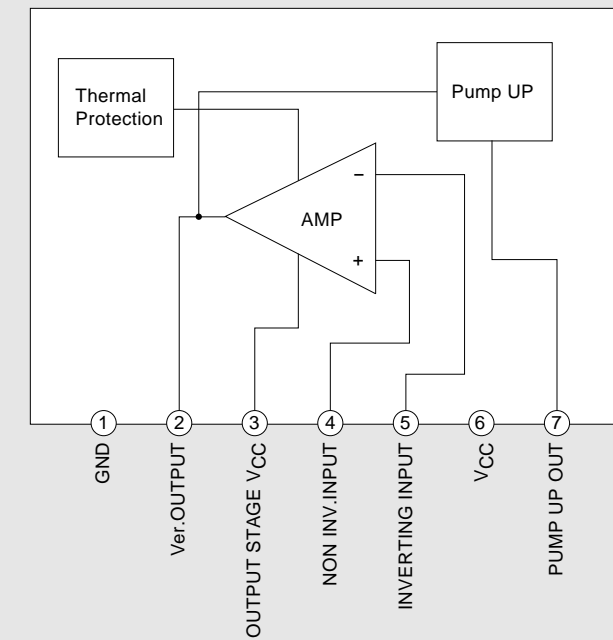 Thermal
Protection
Pump UP
−
AMP
+
1
2
3
4
5
6
7
GND
Ver.OUTPUT
OUTPUT STAGE VCC
NON INV.INPUT
INVERTING INPUT
VCC
PUMP UP OUT